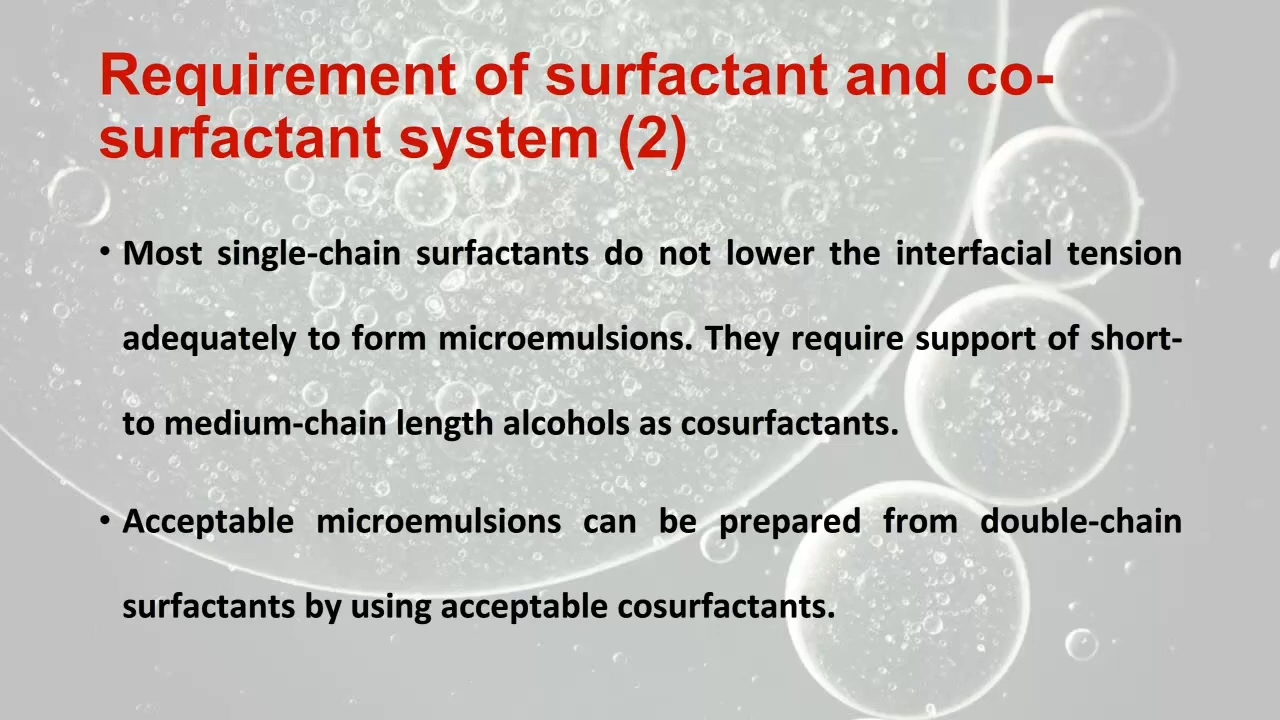 Requirement of surfactant and co-
surfactant system (2)
• Most single-chain surfactants do not lower the interfacial tension
adequately to form microemulsions. They require support of short-
to medium-chain length alcohols as cosurfactants.
• Acceptable microemulsions can be prepared from double-chain
surfactants by using acceptable cosurfactants.